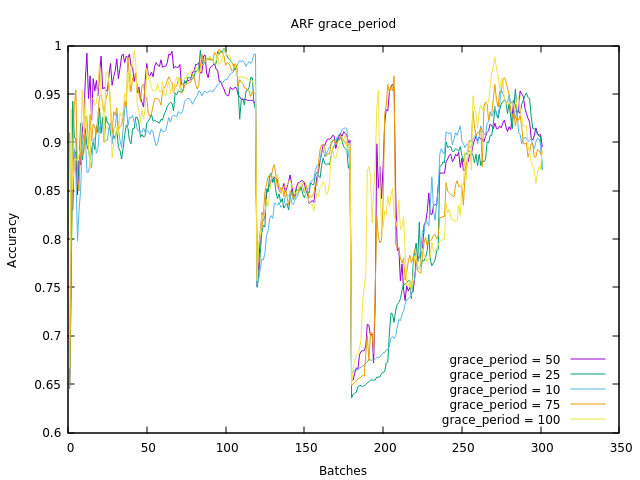 ARF grace_period
1
0.95
0.9
0.85
0.8
0.75
0.7
0.65
0.6
Accuracy
grace_period = 50
grace_period = 25
grace_period = 10
grace_period = 75
grace_period = 100
0 50 100 150 200 250 300 350
Batches